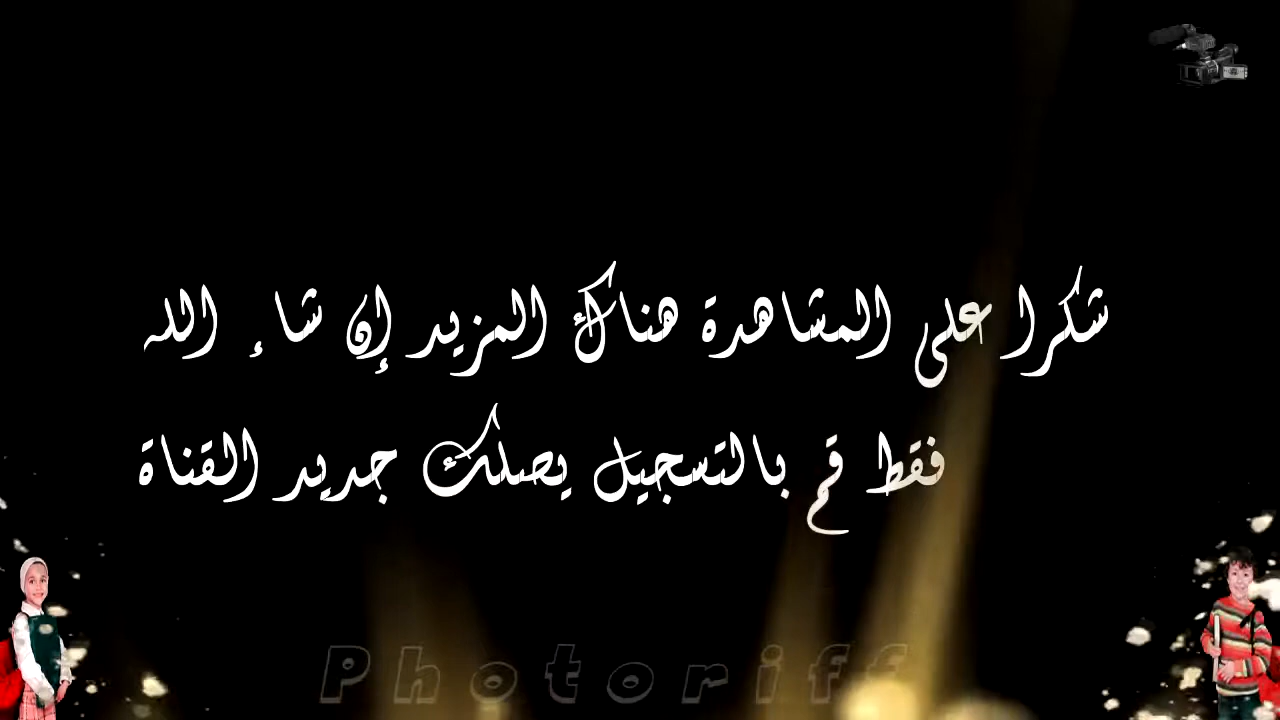 شكرا على المشاهدة هناك المزيد إن شاء الله
فقط قم بالتسجيل يصلك جديد القناة
Photoriff